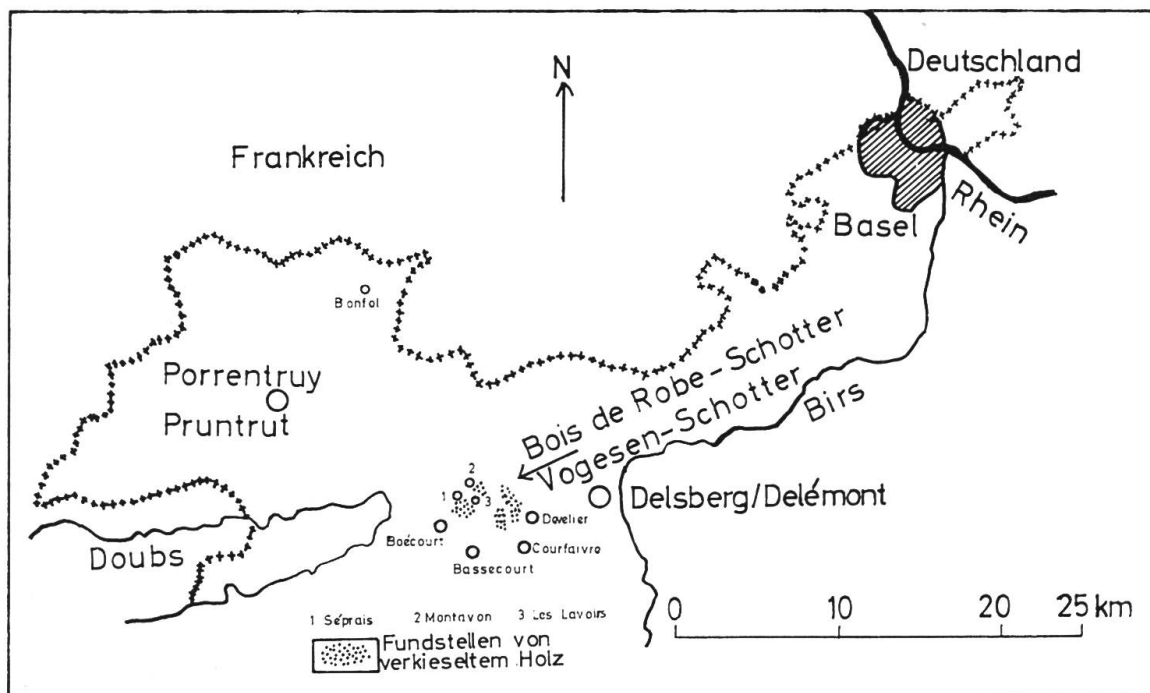 Deutschland
N
Frankreich
Rhein
Basel
Bonfol
Porrentruy
Pruntrut
Bois de Robe-Schotter
Vogesen-Schotter
Birs
2
1
3
Delsberg/Delémont
Develier
Boécourt
Courfaivre
Doubs
Bassecourt
1 Séprais 2 Montavon 3 Les Lavoirs
0 10 20 25 km
Fundstellen von
verkieseltem Holz